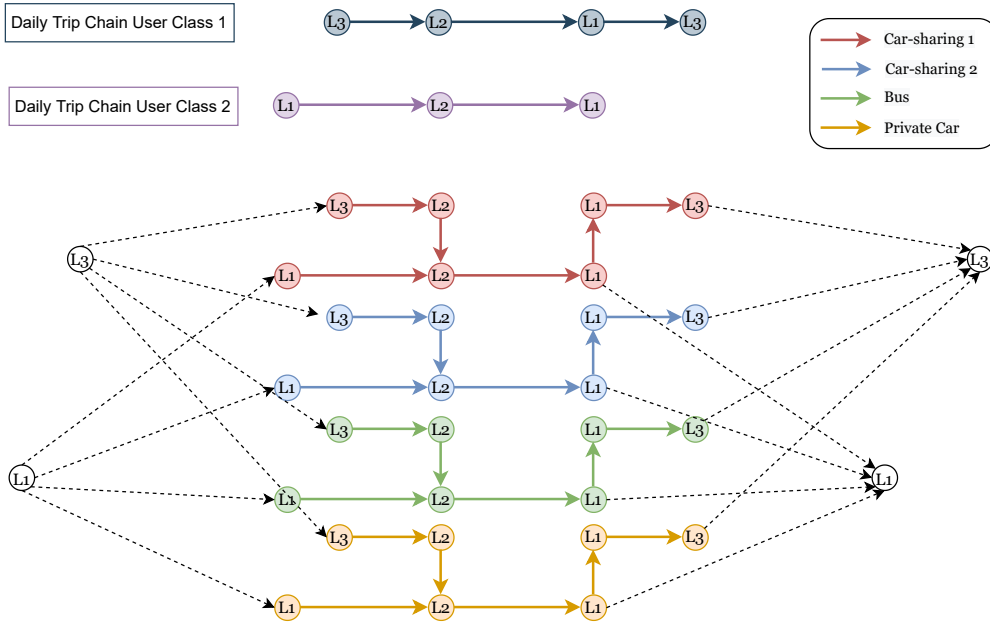 Daily Trip Chain User Class 1
L3 L2 L1 L3
Car-sharing 1
Car-sharing 2
Bus
Private Car
Daily Trip Chain User Class 2
L1 L2 L1
L3 L2 L1 L3
L3 L3
L1 L2 L1
L3 L2 L1 L3
L1 L2 L1
L3 L2 L1 L3
L1 L1
L1 L2 L1
L3 L2 L1 L3
L1 L2 L1